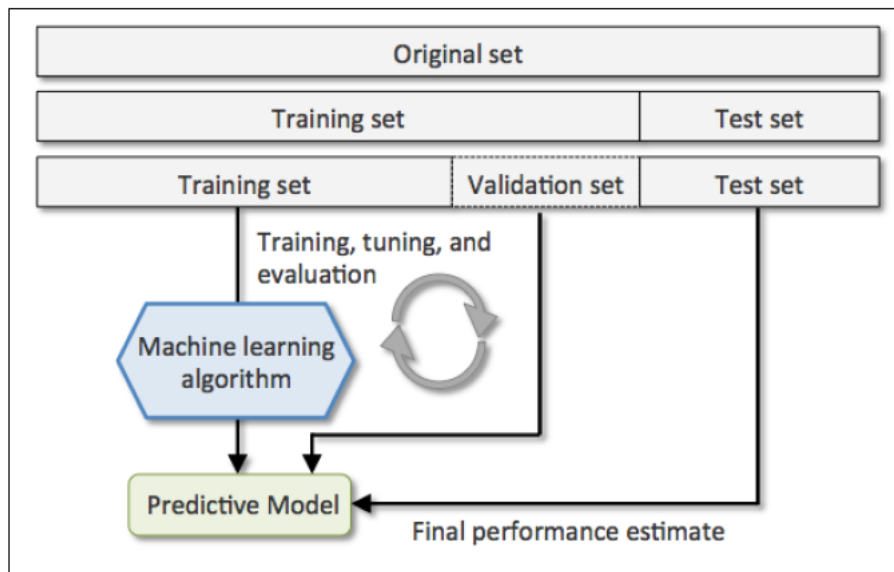 Original set
Training set
Test set
Training set
Validation set
Test set
Training, tuning, and
evaluation
Machine learning
algorithm
Predictive Model
Final performance estimate